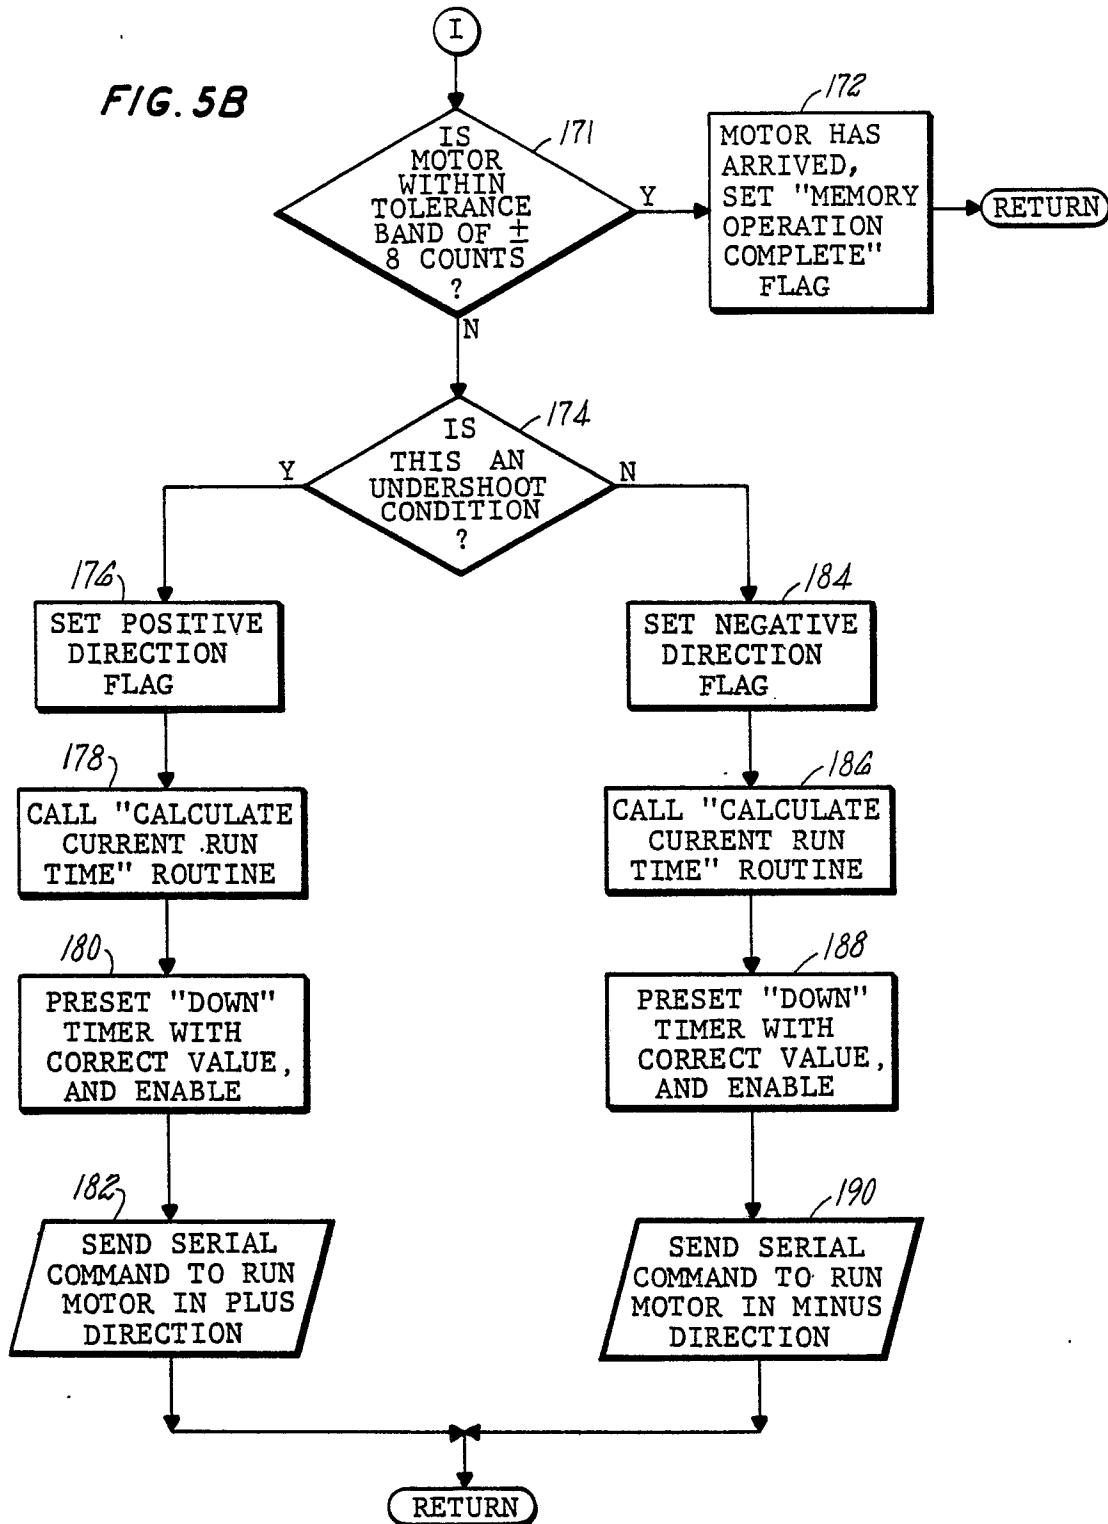 I
FIG. 5B
171
IS
MOTOR
WITHIN
TOLERANCE
BAND OF ±
8 COUNTS
?
Y
N
172
MOTOR HAS
ARRIVED,
SET "MEMORY
OPERATION
COMPLETE"
FLAG
RETURN
174
IS
THIS AN
UNDERSHOOT
CONDITION
?
Y
N
176
SET POSITIVE
DIRECTION
FLAG
184
SET NEGATIVE
DIRECTION
FLAG
178
CALL "CALCULATE
CURRENT RUN
TIME" ROUTINE
186
CALL "CALCULATE
CURRENT RUN
TIME" ROUTINE
180
PRESET "DOWN"
TIMER WITH
CORRECT VALUE,
AND ENABLE
188
PRESET "DOWN"
TIMER WITH
CORRECT VALUE,
AND ENABLE
182
SEND SERIAL
COMMAND TO RUN
MOTOR IN PLUS
DIRECTION
190
SEND SERIAL
COMMAND TO RUN
MOTOR IN MINUS
DIRECTION
RETURN